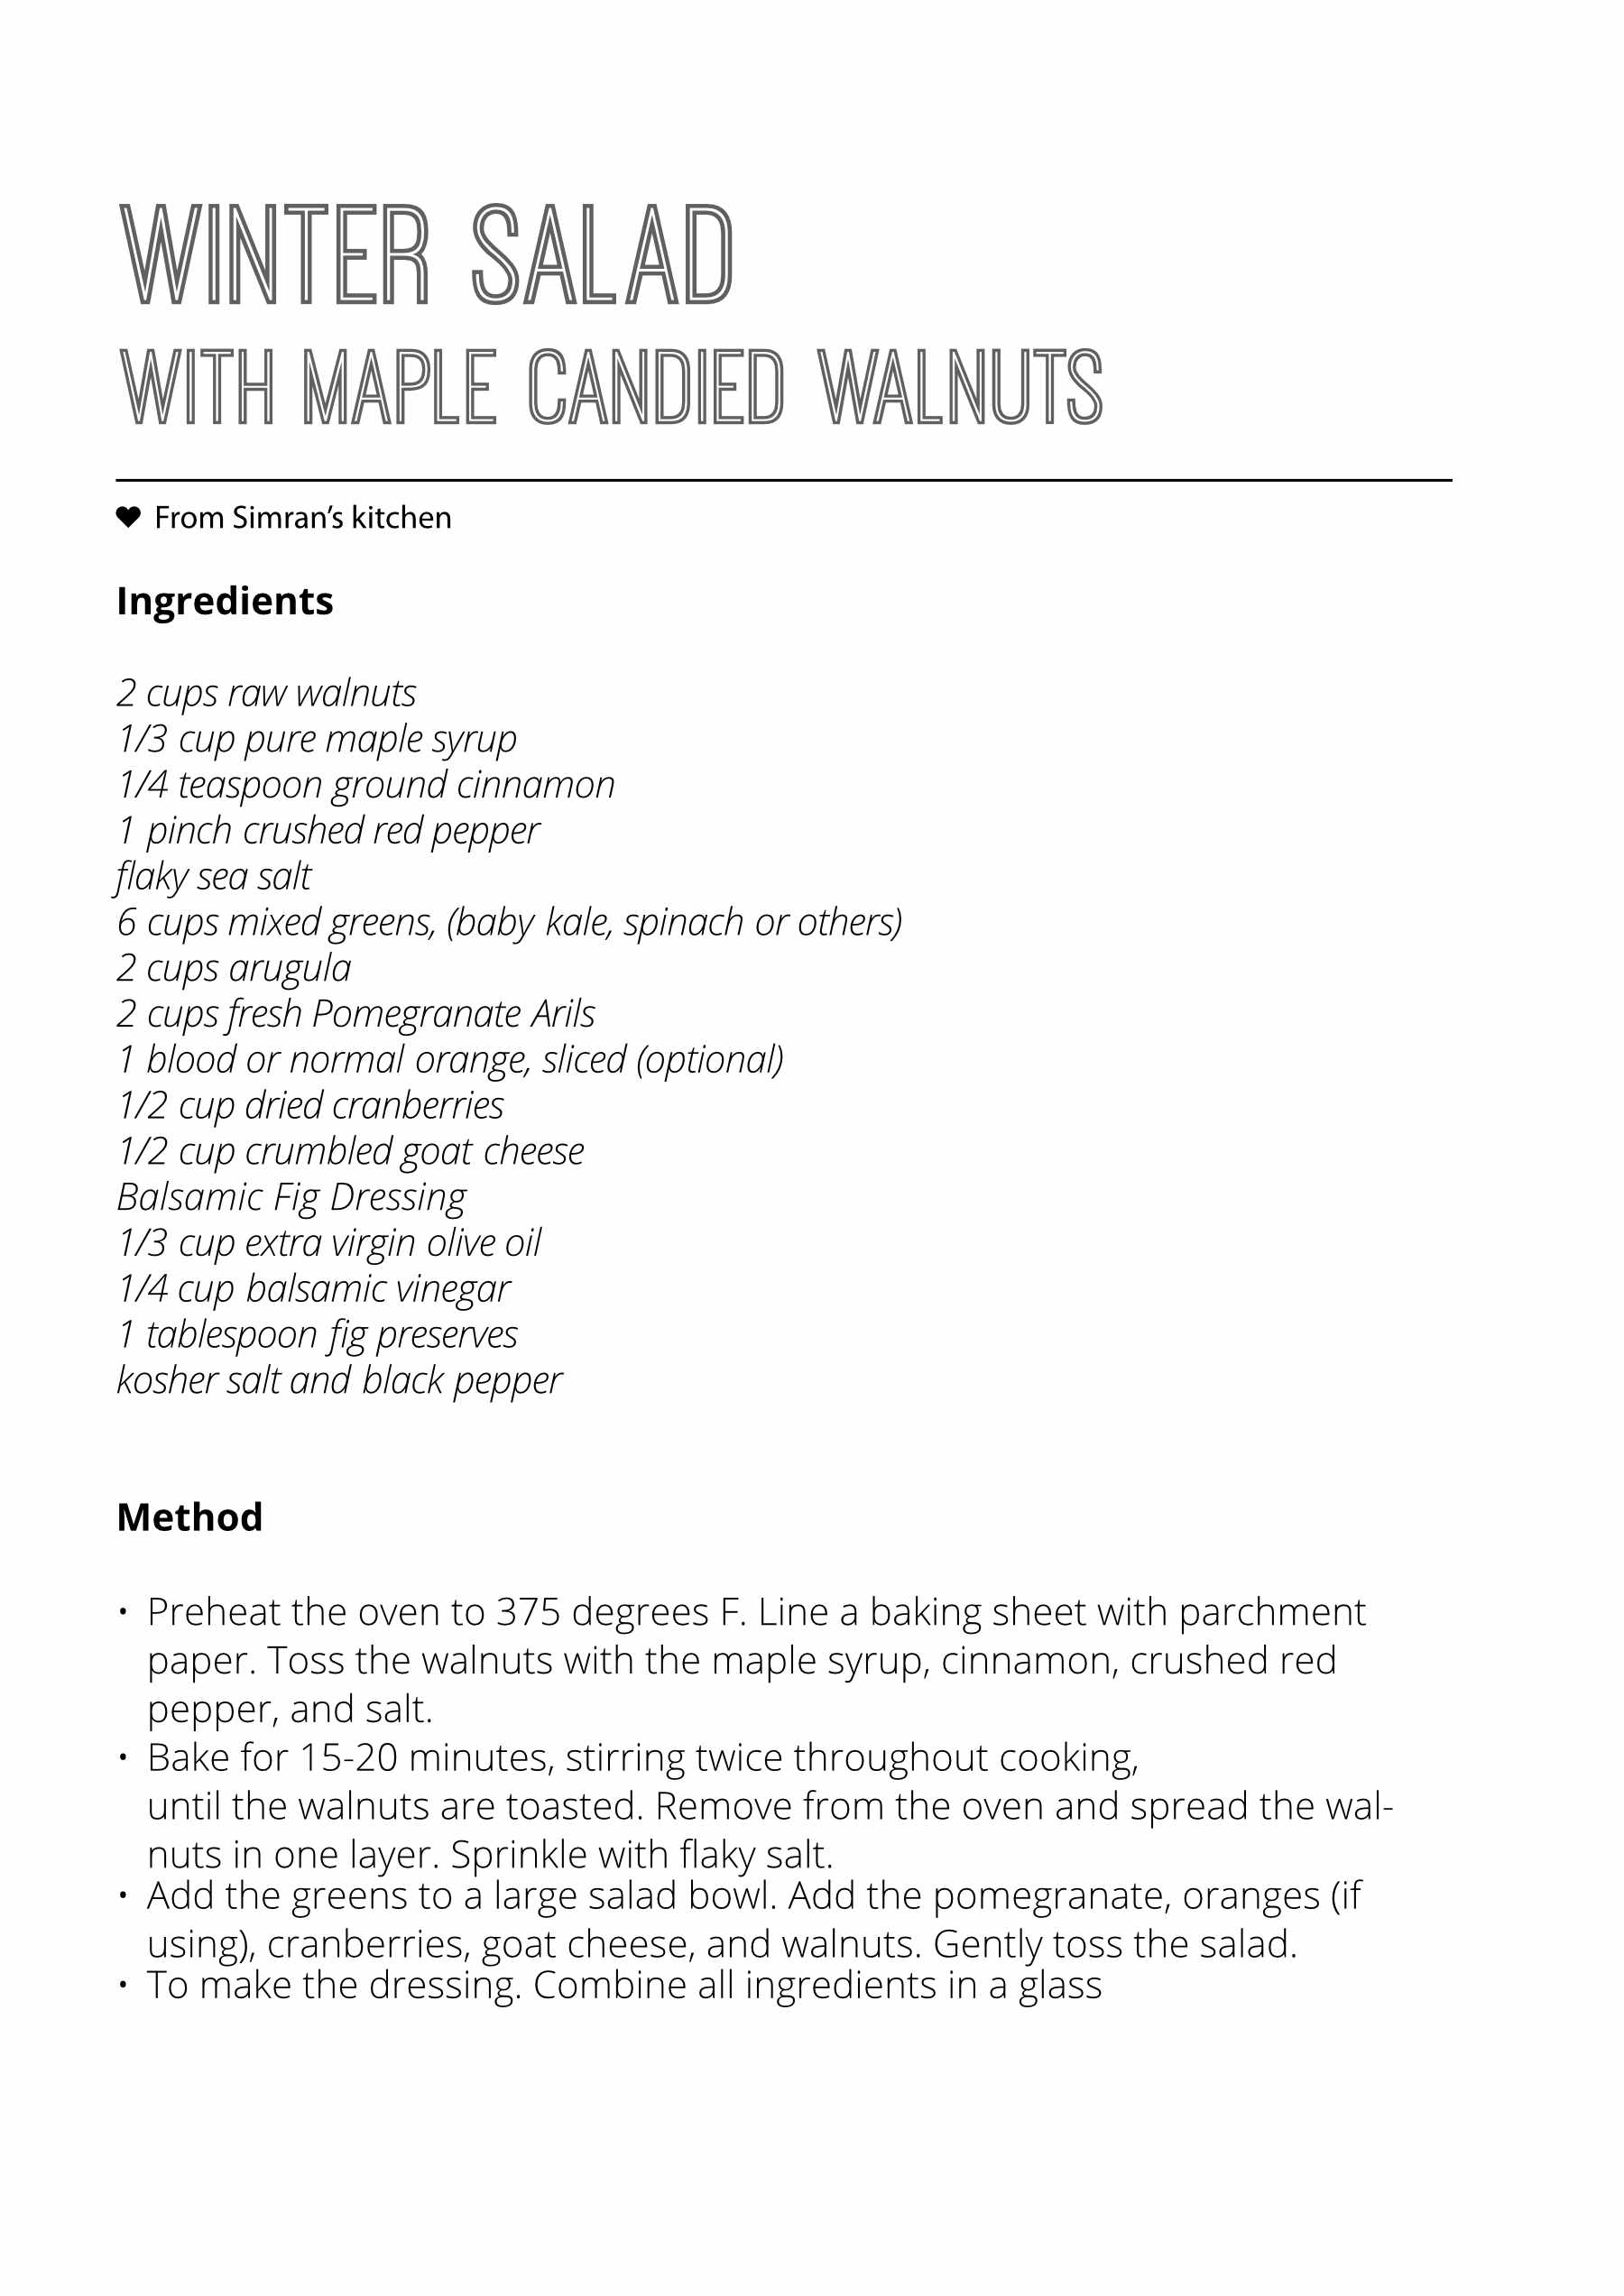 WINTER SALAD
WITH MAPLE CANDIED WALNUTS
♥ From Simran’s kitchen
Ingredients
2 cups raw walnuts
1/3 cup pure maple syrup
1/4 teaspoon ground cinnamon
1 pinch crushed red pepper
flaky sea salt
6 cups mixed greens, (baby kale, spinach or others)
2 cups arugula
2 cups fresh Pomegranate Arils
1 blood or normal orange, sliced (optional)
1/2 cup dried cranberries
1/2 cup crumbled goat cheese
Balsamic Fig Dressing
1/3 cup extra virgin olive oil
1/4 cup balsamic vinegar
1 tablespoon fig preserves
kosher salt and black pepper
Method
• Preheat the oven to 375 degrees F. Line a baking sheet with parchment
paper. Toss the walnuts with the maple syrup, cinnamon, crushed red
pepper, and salt.
• Bake for 15-20 minutes, stirring twice throughout cooking,
until the walnuts are toasted. Remove from the oven and spread the wal-
nuts in one layer. Sprinkle with flaky salt.
• Add the greens to a large salad bowl. Add the pomegranate, oranges (if
using), cranberries, goat cheese, and walnuts. Gently toss the salad.
• To make the dressing. Combine all ingredients in a glass